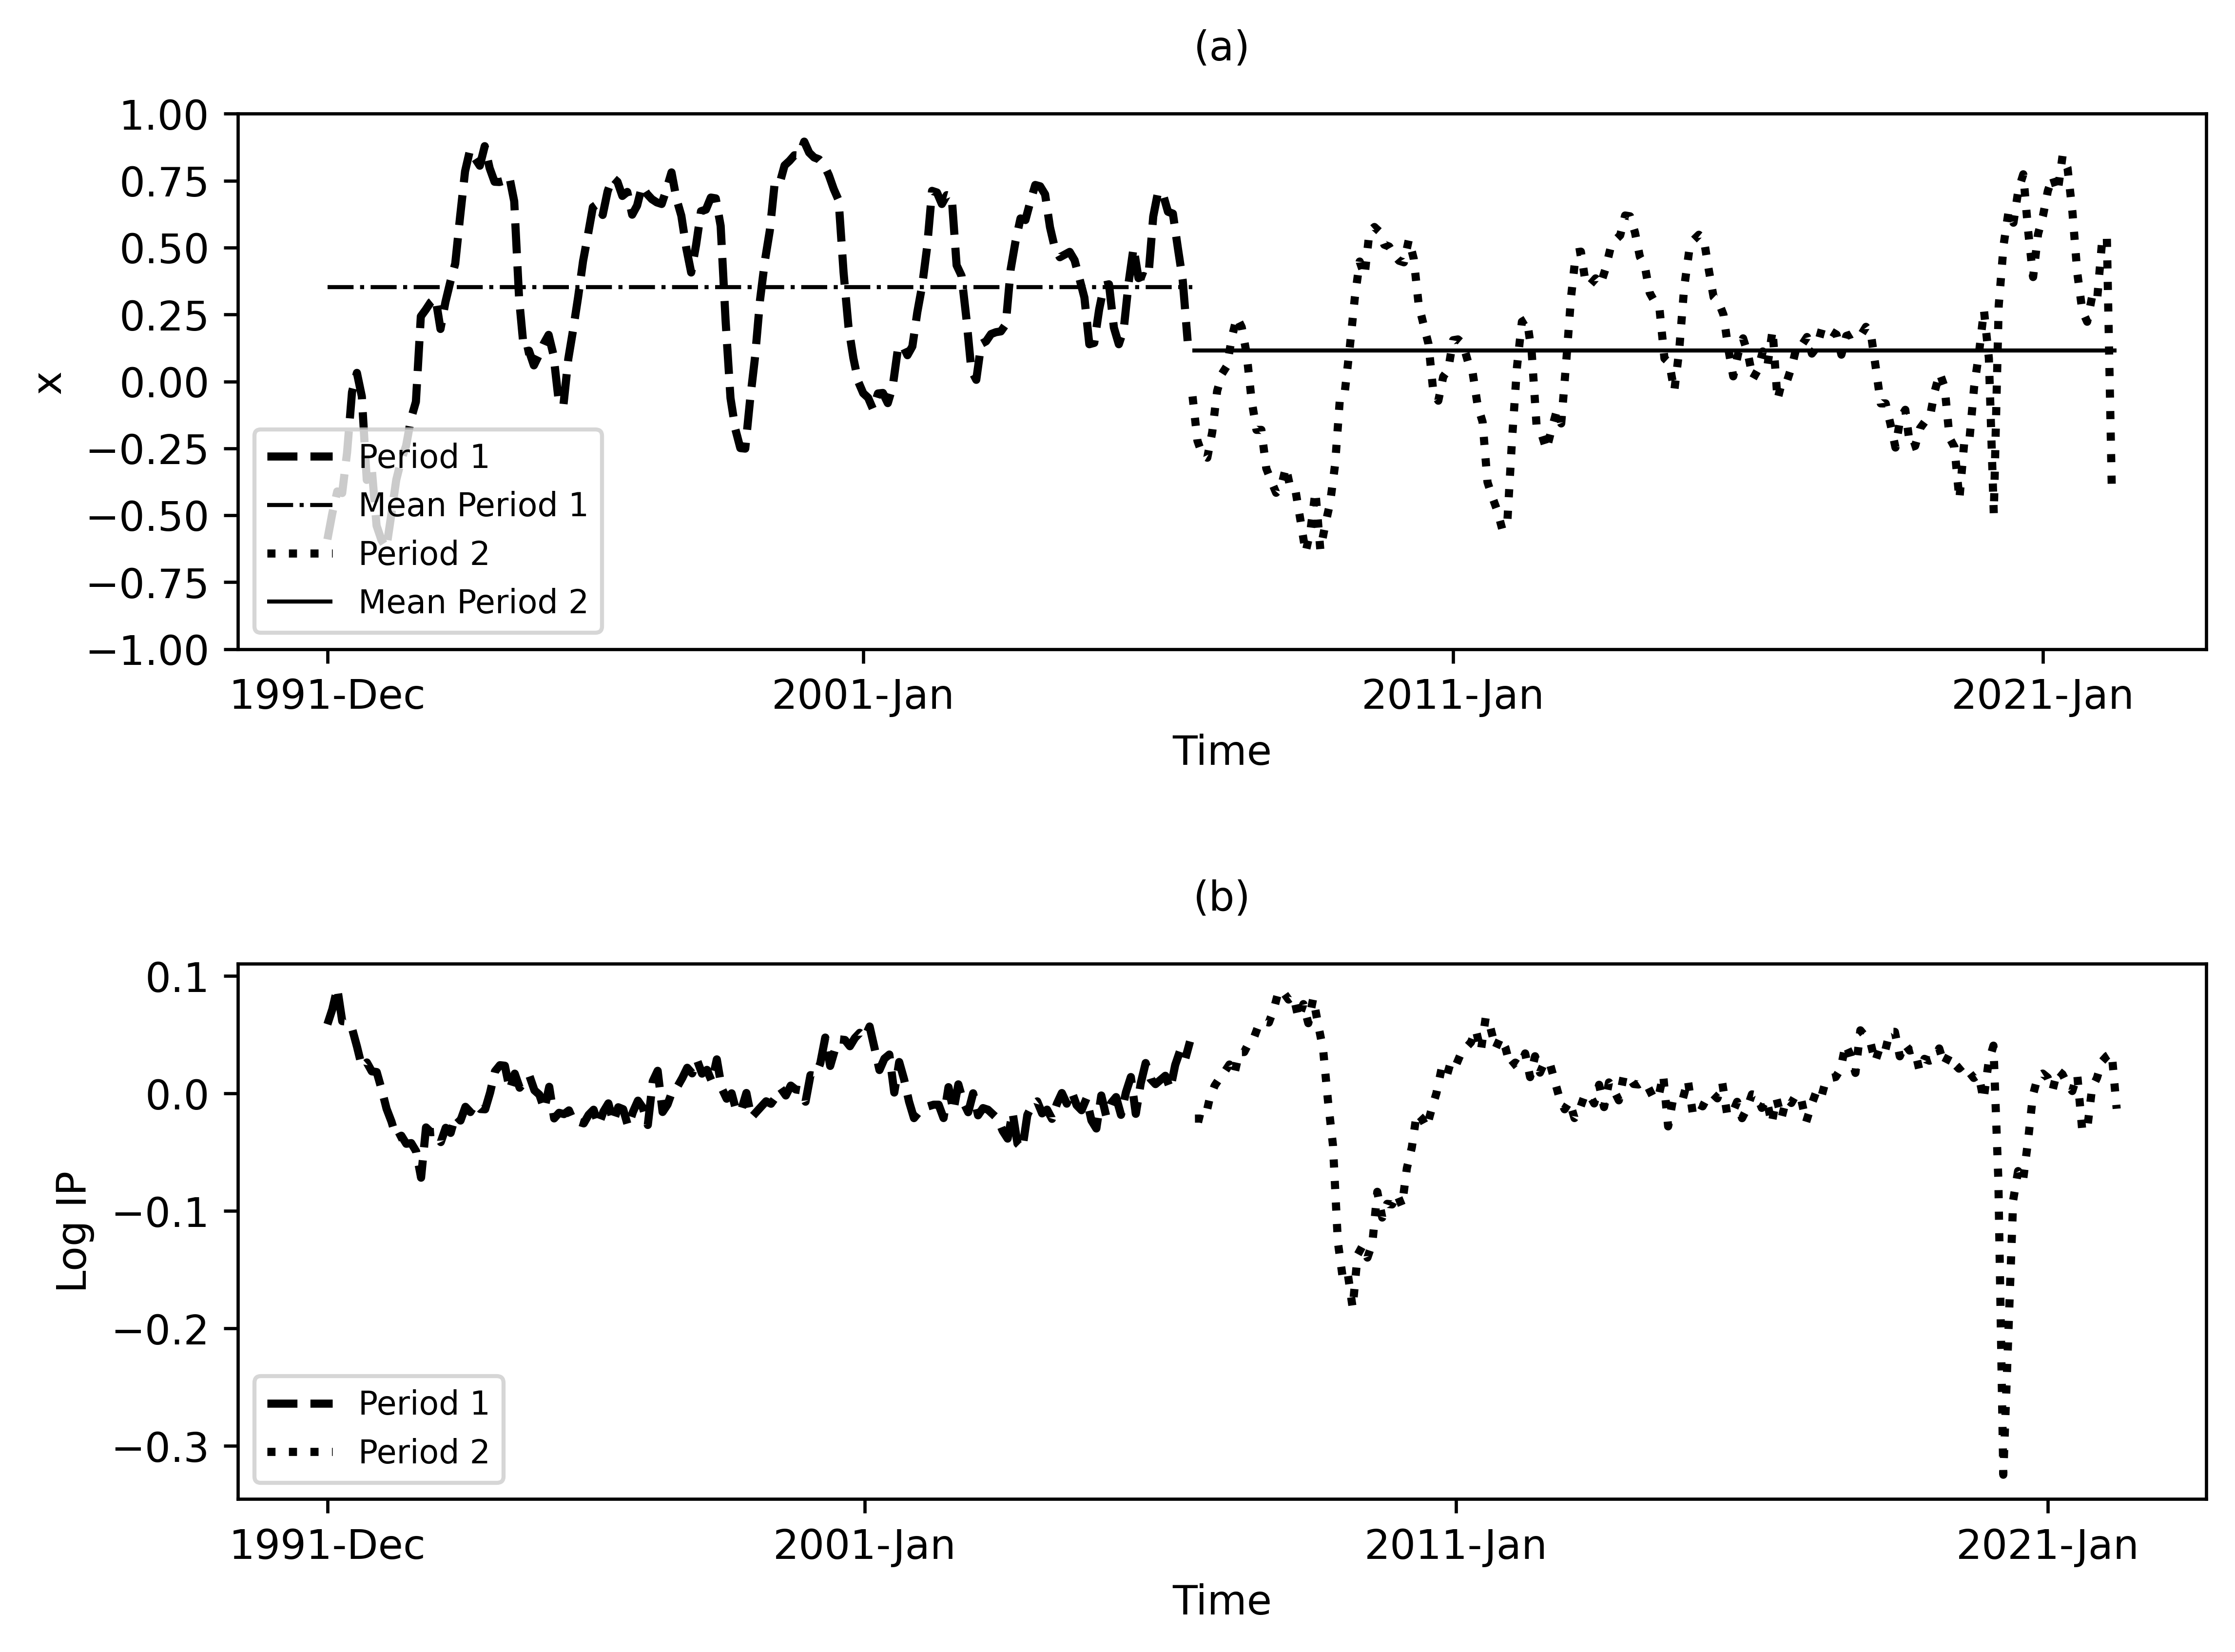 (a)
1.00
0.75
0.50
0.25
0.00
−0.25
−0.50
−0.75
−1.00
x
Period 1
Mean Period 1
Period 2
Mean Period 2
1991-Dec 2001-Jan 2011-Jan 2021-Jan
Time
(b)
0.1
0.0
−0.1
−0.2
−0.3
Log IP
Period 1
Period 2
1991-Dec 2001-Jan 2011-Jan 2021-Jan
Time